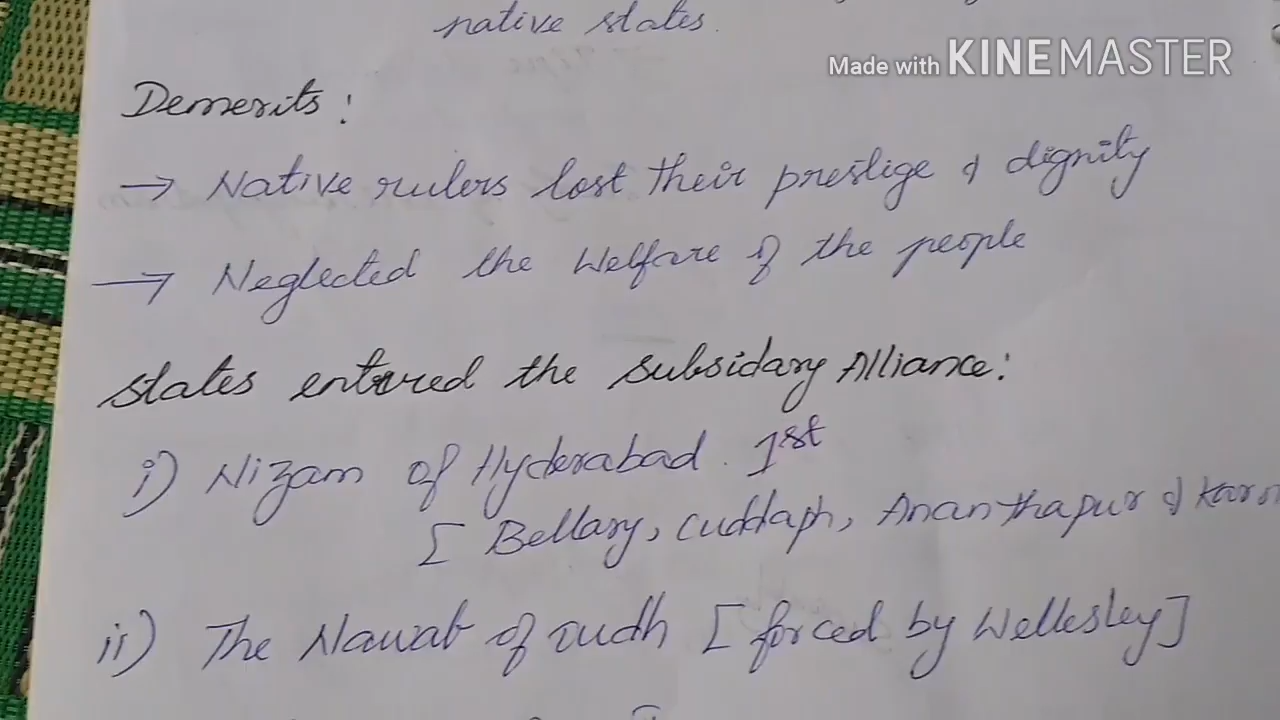 native states.
Made with KINEMASTER
Demerits:
→ Native rulers lost their prestige & dignity
→ Neglected the Welfare of the people
States entered the Subsidary Alliance:
i) Nizam of Hyderabad. 1st
[ Bellary, Cuddaph, Ananthapur &
ii) The Nawab of oudh [forced by Wellesley]